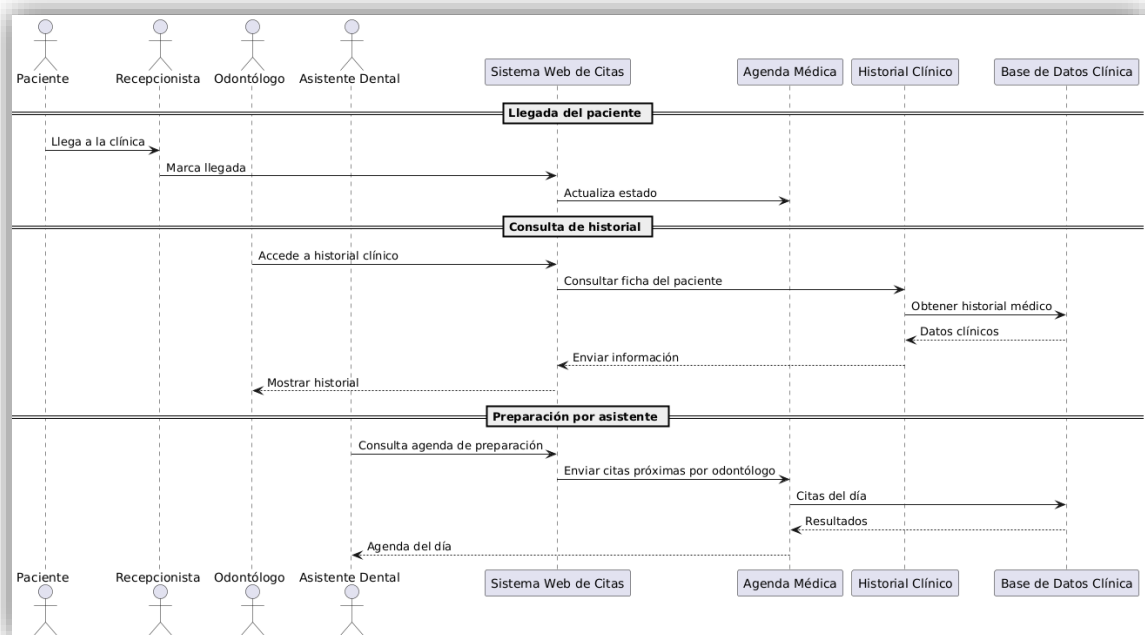 Paciente Recepcionista Odontólogo Asistente Dental Sistema Web de Citas Agenda Médica Historial Clínico Base de Datos Clínica
Llegada del paciente
Llega a la clínica
Marca llegada
Actualiza estado
Consulta de historial
Accede a historial clínico
Consultar ficha del paciente
Obtener historial médico
Datos clínicos
Enviar información
Mostrar historial
Preparación por asistente
Consulta agenda de preparación
Enviar citas próximas por odontólogo
Citas del día
Resultados
Agenda del día
Paciente Recepcionista Odontólogo Asistente Dental Sistema Web de Citas Agenda Médica Historial Clínico Base de Datos Clínica